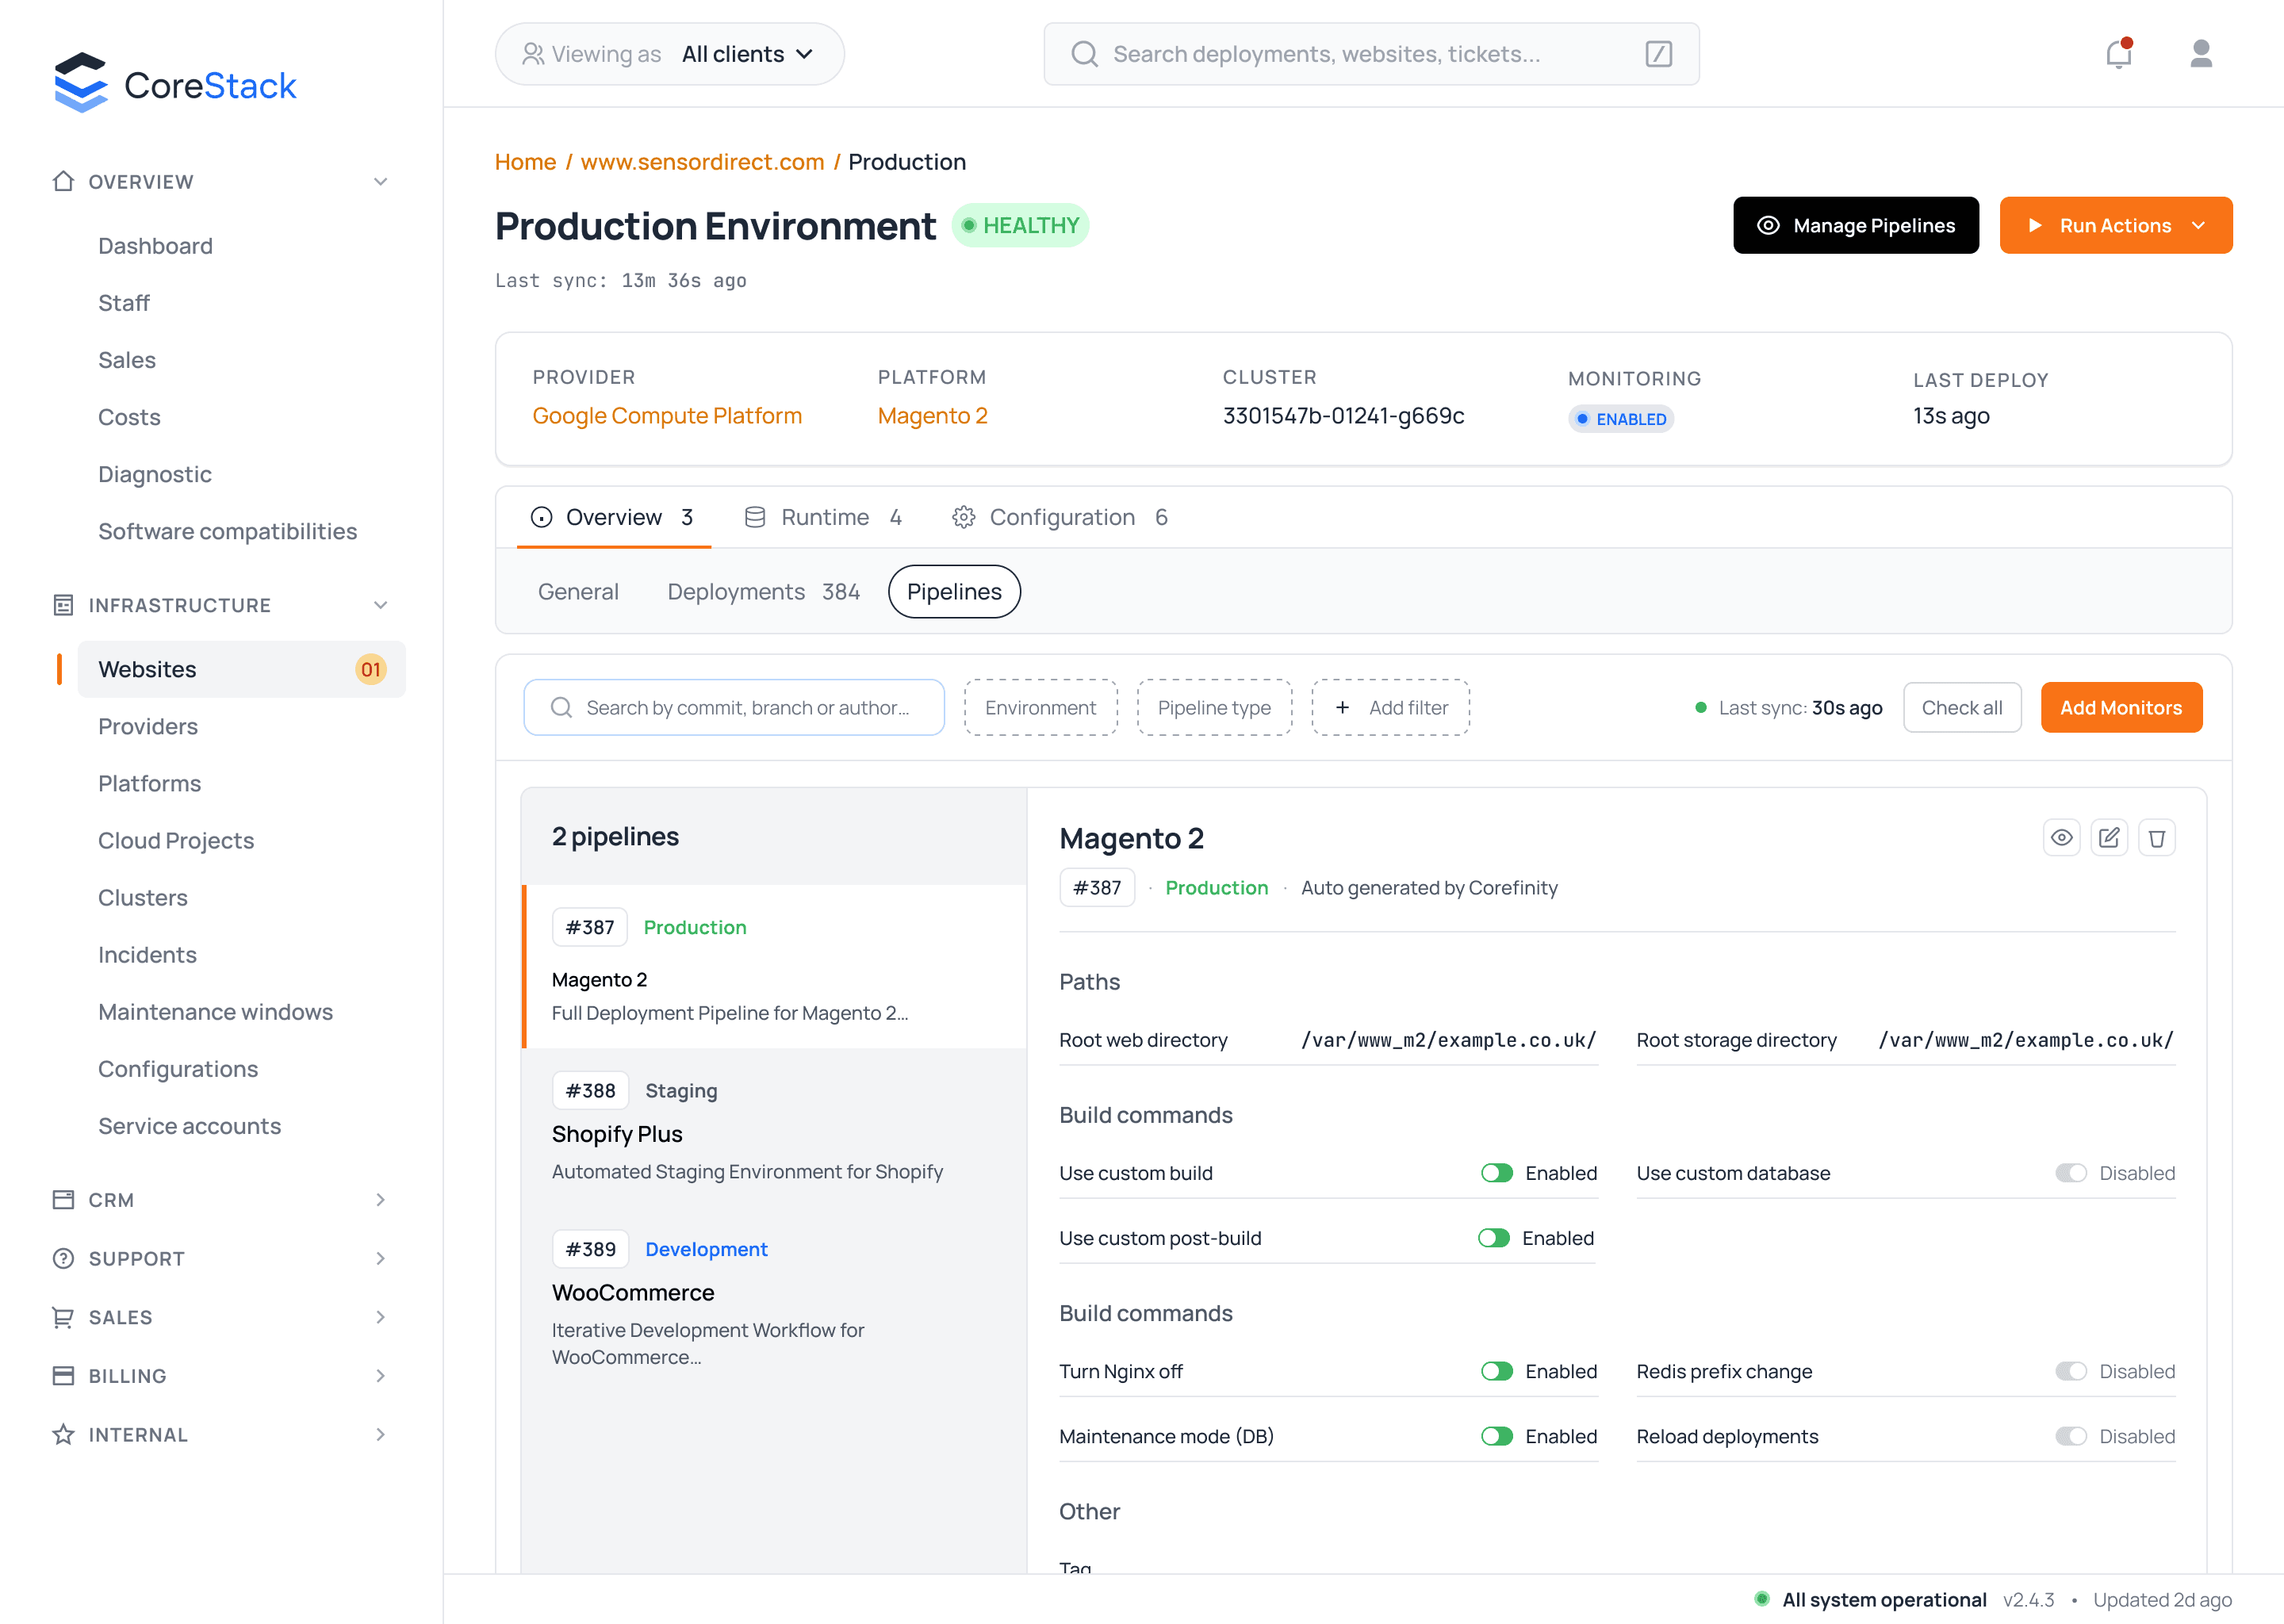 CoreStack
Viewing as All clients
Search deployments, websites, tickets...
/
OVERVIEW
Dashboard
Staff
Sales
Costs
Diagnostic
Software compatibilities
INFRASTRUCTURE
Websites 01
Providers
Platforms
Cloud Projects
Clusters
Incidents
Maintenance windows
Configurations
Service accounts
CRM
SUPPORT
SALES
BILLING
INTERNAL
Home / www.sensordirect.com / Production
Production Environment HEALTHY
Last sync: 13m 36s ago
Manage Pipelines
Run Actions
PROVIDER
Google Compute Platform
PLATFORM
Magento 2
CLUSTER
3301547b-01241-g669c
MONITORING
ENABLED
LAST DEPLOY
13s ago
Overview 3 Runtime 4 Configuration 6
General Deployments 384 Pipelines
Search by commit, branch or author...
Environment
Pipeline type
+ Add filter
Last sync: 30s ago
Check all
Add Monitors
2 pipelines
#387 Production
Magento 2
Full Deployment Pipeline for Magento 2...
#388 Staging
Shopify Plus
Automated Staging Environment for Shopify
#389 Development
WooCommerce
Iterative Development Workflow for
WooCommerce...
Magento 2
#387 · Production · Auto generated by Corefinity
Paths
Root web directory /var/www_m2/example.co.uk/
Root storage directory /var/www_m2/example.co.uk/
Build commands
Use custom build Enabled
Use custom database Disabled
Use custom post-build Enabled
Build commands
Turn Nginx off Enabled
Redis prefix change Disabled
Maintenance mode (DB) Enabled
Reload deployments Disabled
Other
Tag
All system operational v2.4.3 • Updated 2d ago